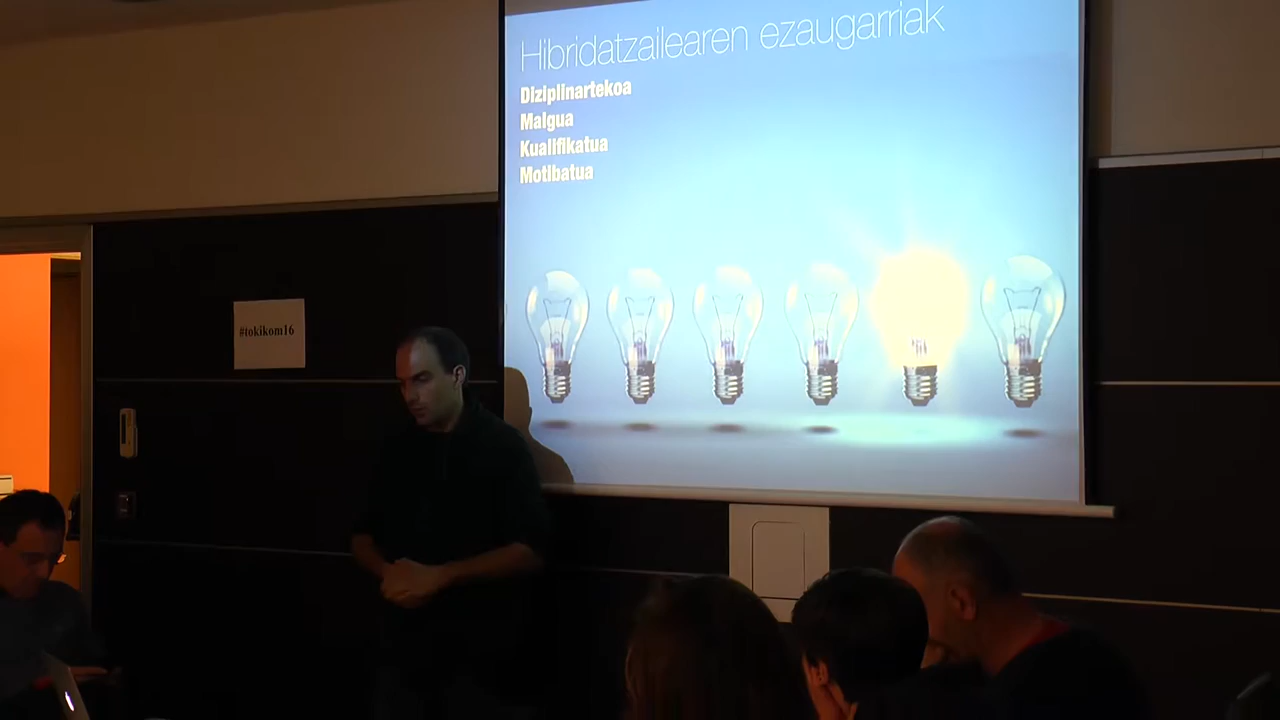 Hibridatzailearen ezaugarriak
Diziplinartekoa
Malgua
Kualifikatua
Motibatua
#tokikom16